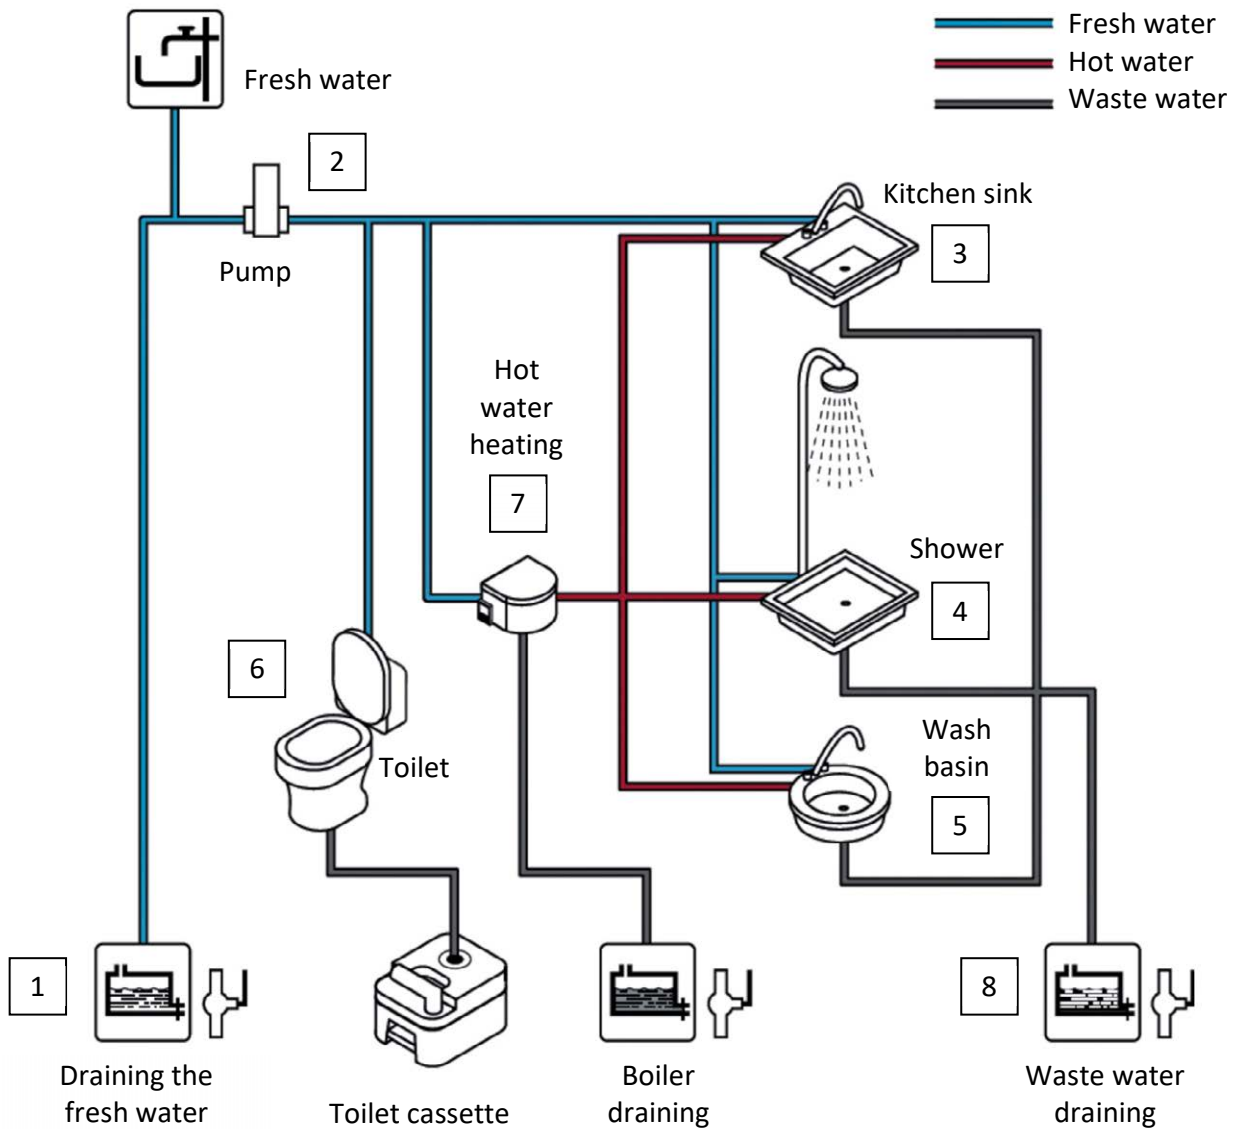 Fresh water
Hot water
Waste water
Fresh water
2
Pump
Kitchen sink
3
Hot
water
heating
7
Shower
4
6
Toilet
Wash
basin
5
1
8
Draining the
fresh water
Toilet cassette
Boiler
draining
Waste water
draining